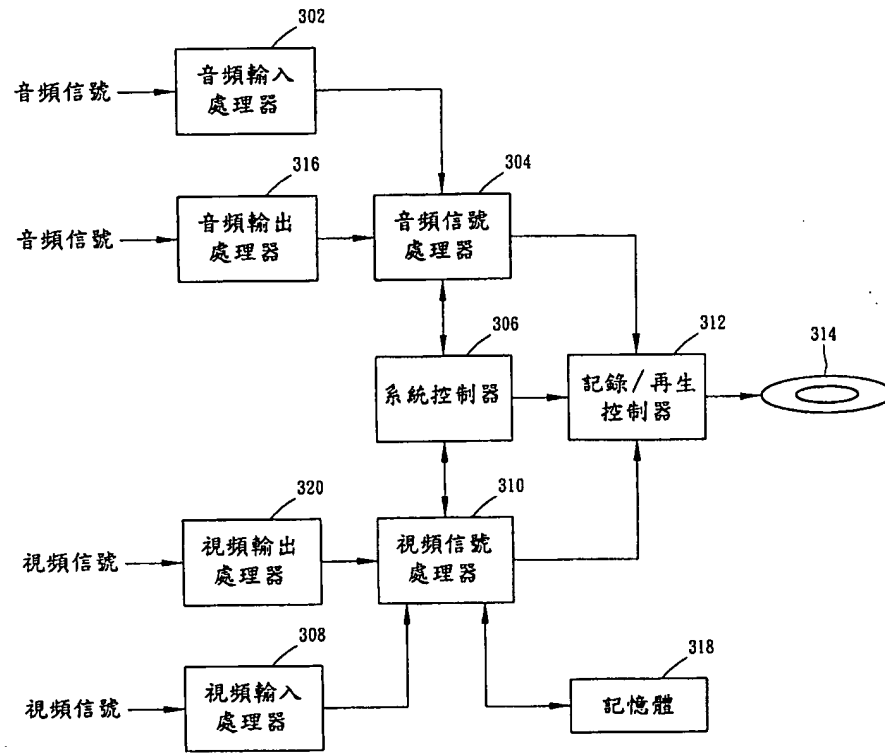 302
音頻信號
音頻輸入
處理器
316
304
音頻信號
音頻輸出
處理器
音頻信號
處理器
306
312
314
系統控制器
記錄/再生
控制器
320
310
視頻信號
視頻輸出
處理器
視頻信號
處理器
308
318
視頻信號
視頻輸入
處理器
記憶體